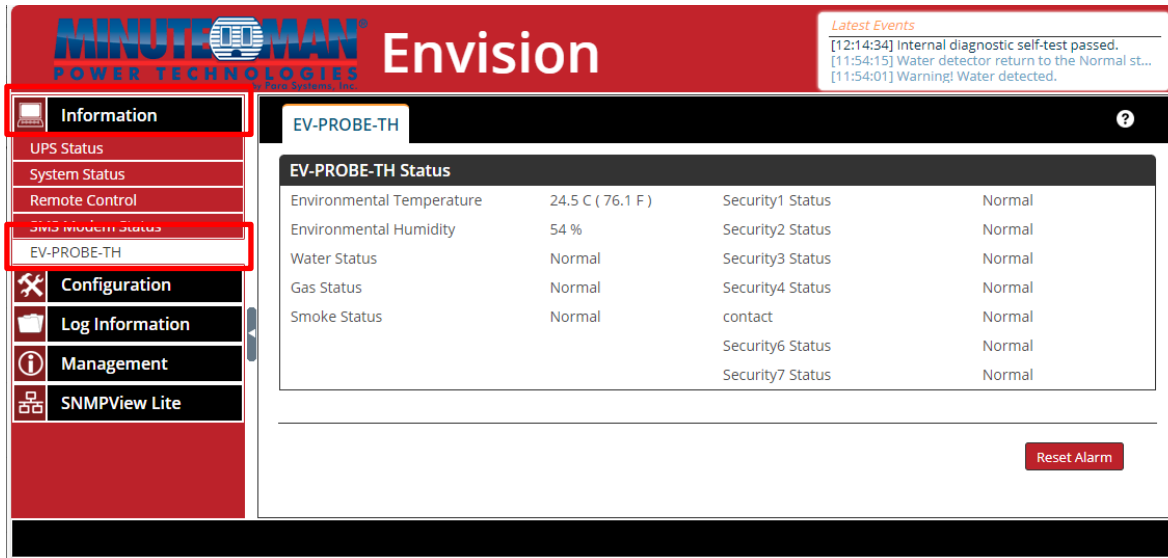 MINUTEMAN®
POWER TECHNOLOGIES
by Para Systems, Inc.
Envision
Latest Events
[12:14:34] Internal diagnostic self-test passed.
[11:54:15] Water detector return to the Normal st...
[11:54:01] Warning! Water detected.
Information
UPS Status
System Status
Remote Control
SMS Modem Status
EV-PROBE-TH
Configuration
Log Information
Management
SNMPView Lite
EV-PROBE-TH
?
EV-PROBE-TH Status
Environmental Temperature 24.5 C ( 76.1 F ) Security1 Status Normal
Environmental Humidity 54 % Security2 Status Normal
Water Status Normal Security3 Status Normal
Gas Status Normal Security4 Status Normal
Smoke Status Normal contact Normal
Security6 Status Normal
Security7 Status Normal
Reset Alarm